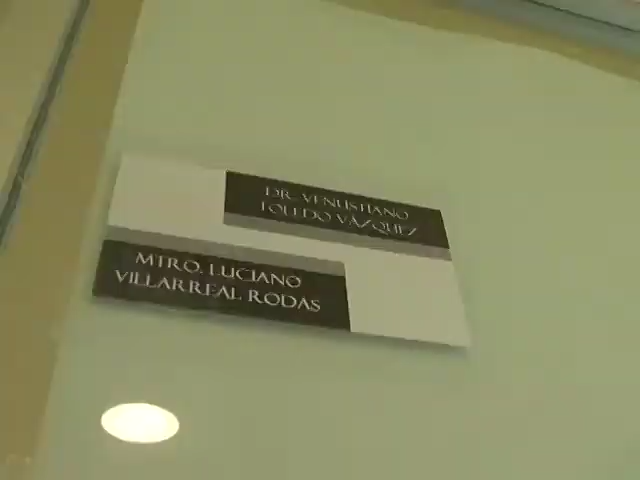 DR. VENUSTIANO
TOLEDO VÁZQUEZ
MTRO. LUCIANO
VILLARREAL RODAS